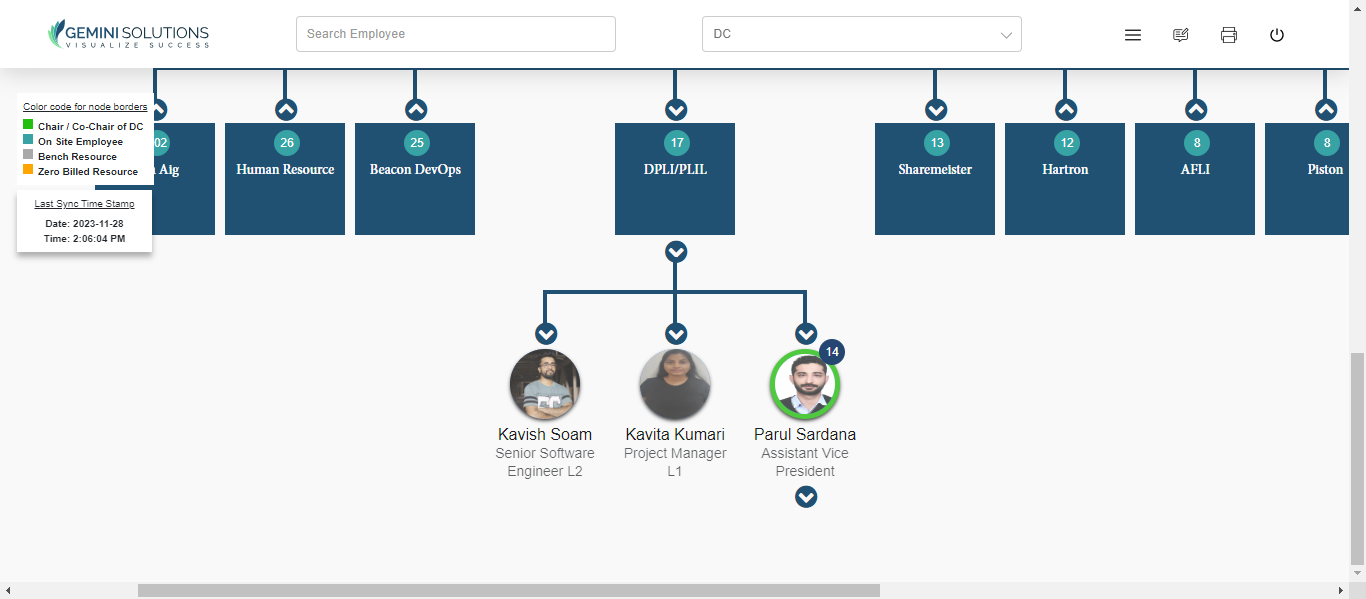 GEMINI SOLUTIONS
VISUALIZE SUCCESS
Search Employee
DC
Color code for node borders
Chair / Co-Chair of DC
On Site Employee
Bench Resource
Zero Billed Resource
Last Sync Time Stamp
Date: 2023-11-28
Time: 2:06:04 PM
02
Aig
26
Human Resource
25
Beacon DevOps
17
DPLI/PLIL
13
Sharemeister
12
Hartron
8
AFLI
8
Piston
Kavish Soam
Senior Software
Engineer L2
Kavita Kumari
Project Manager
L1
14
Parul Sardana
Assistant Vice
President